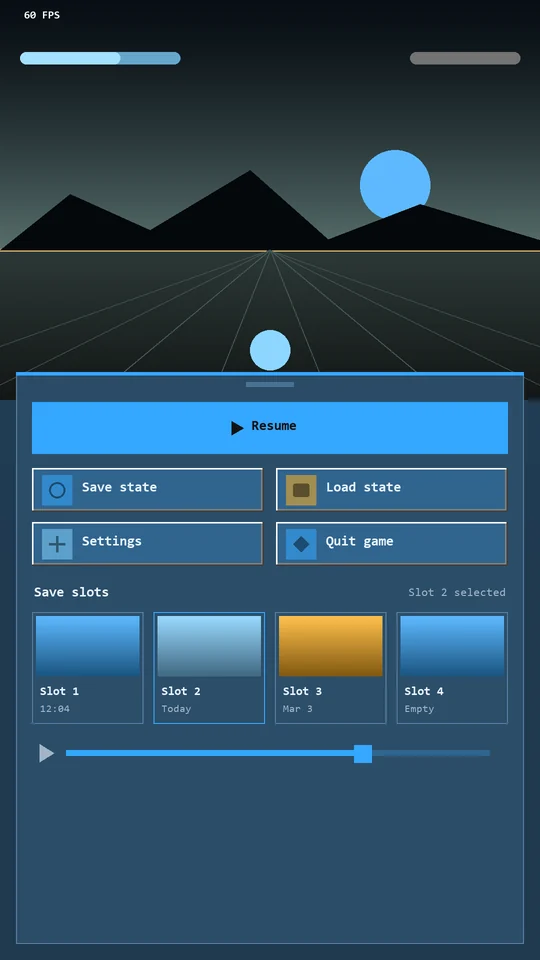 60 FPS
Resume
Save state
Load state
Settings
Quit game
Save slots
Slot 2 selected
Slot 1
Slot 2
Slot 3
Slot 4
12:04
Today
Mar 3
Empty